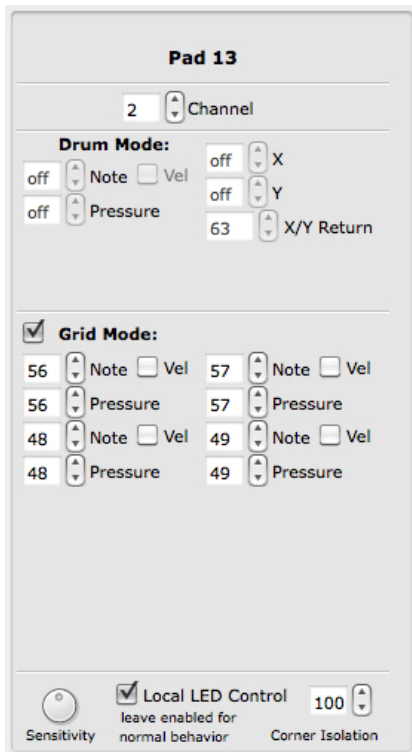 Pad 13
2 Channel
Drum Mode:
off Note Vel
off Pressure
off X
off Y
63 X/Y Return
Grid Mode:
56 Note Vel 57 Note Vel
56 Pressure 57 Pressure
48 Note Vel 49 Note Vel
48 Pressure 49 Pressure
Sensitivity
Local LED Control
leave enabled for
normal behavior
100
Corner Isolation